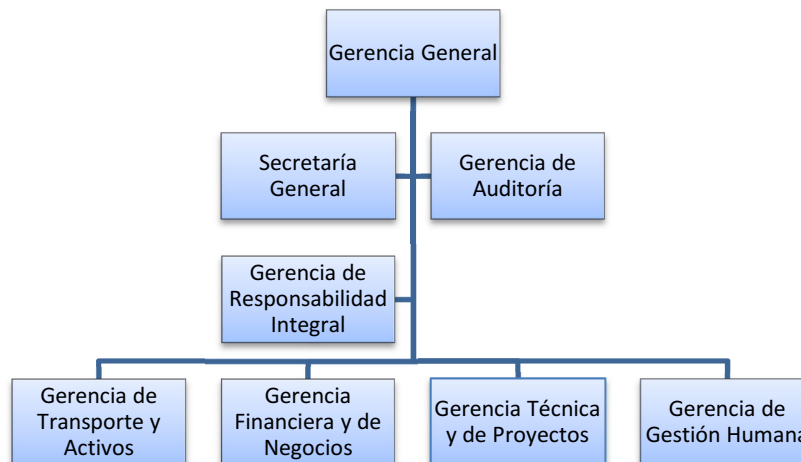 Gerencia General
Secretaría
General
Gerencia de
Auditoría
Gerencia de
Responsabilidad
Integral
Gerencia de
Transporte y
Activos
Gerencia
Financiera y de
Negocios
Gerencia Técnica
y de Proyectos
Gerencia de
Gestión Humana